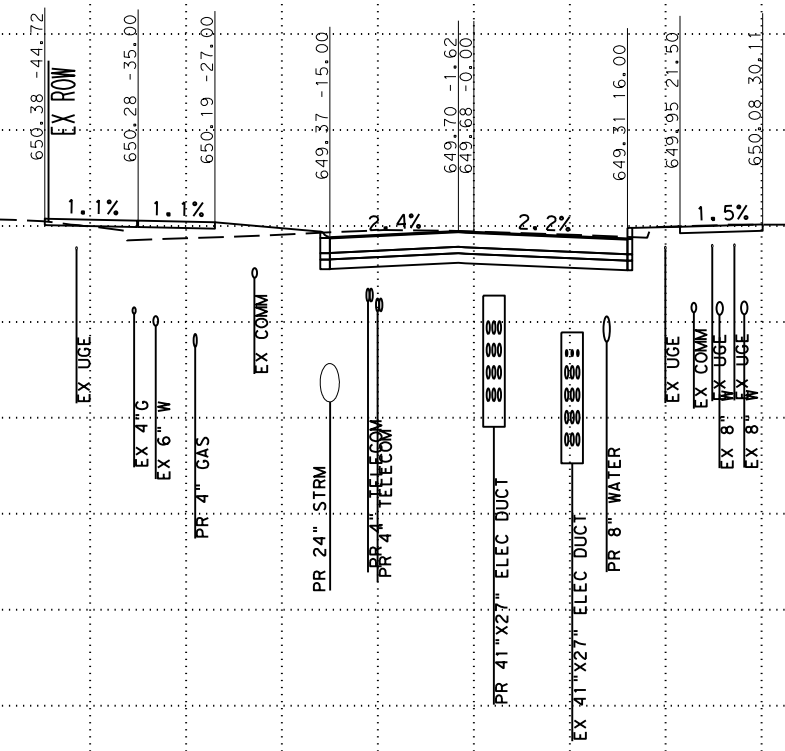 650.38 -44.72
EX ROW
650.28 -35.00
650.19 -27.00
649.37 -15.00
649.70 -1.62
649.68 -0.00
649.31 16.00
649.95 21.50
650.08 30.11
1.1%
1.1%
2.4%
2.2%
1.5%
EX UGE
EX 4"G
EX 6" W
PR 4" GAS
EX COMM
PR 24" STRM
PR 4" TELECOM
PR 4" TELECOM
PR 41"X27" ELEC DUCT
EX 41"X27" ELEC DUCT
PR 8" WATER
EX UGE
EX COMM
EX UGE
EX 8" W
EX UGE
EX 8" W